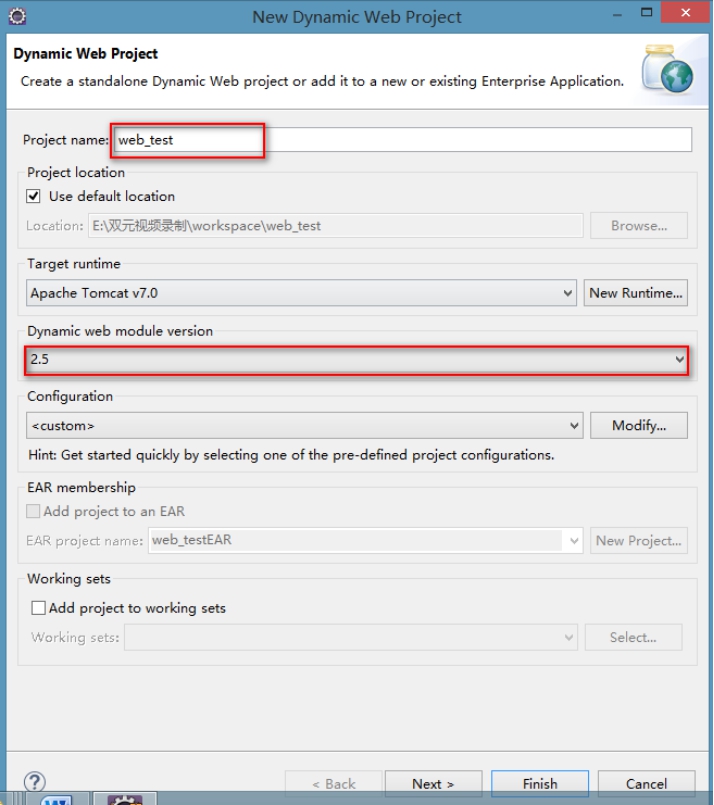 New Dynamic Web Project
Dynamic Web Project
Create a standalone Dynamic Web project or add it to a new or existing Enterprise Application.
Project name: web_test
Project location
Use default location
Location: E:\双元视频录制\workspace\web_test Browse...
Target runtime
Apache Tomcat v7.0 New Runtime...
Dynamic web module version
2.5
Configuration
<custom> Modify...
Hint: Get started quickly by selecting one of the pre-defined project configurations.
EAR membership
Add project to an EAR
EAR project name: web_testEAR New Project...
Working sets
Add project to working sets
Working sets: Select...
? < Back Next > Finish Cancel
W